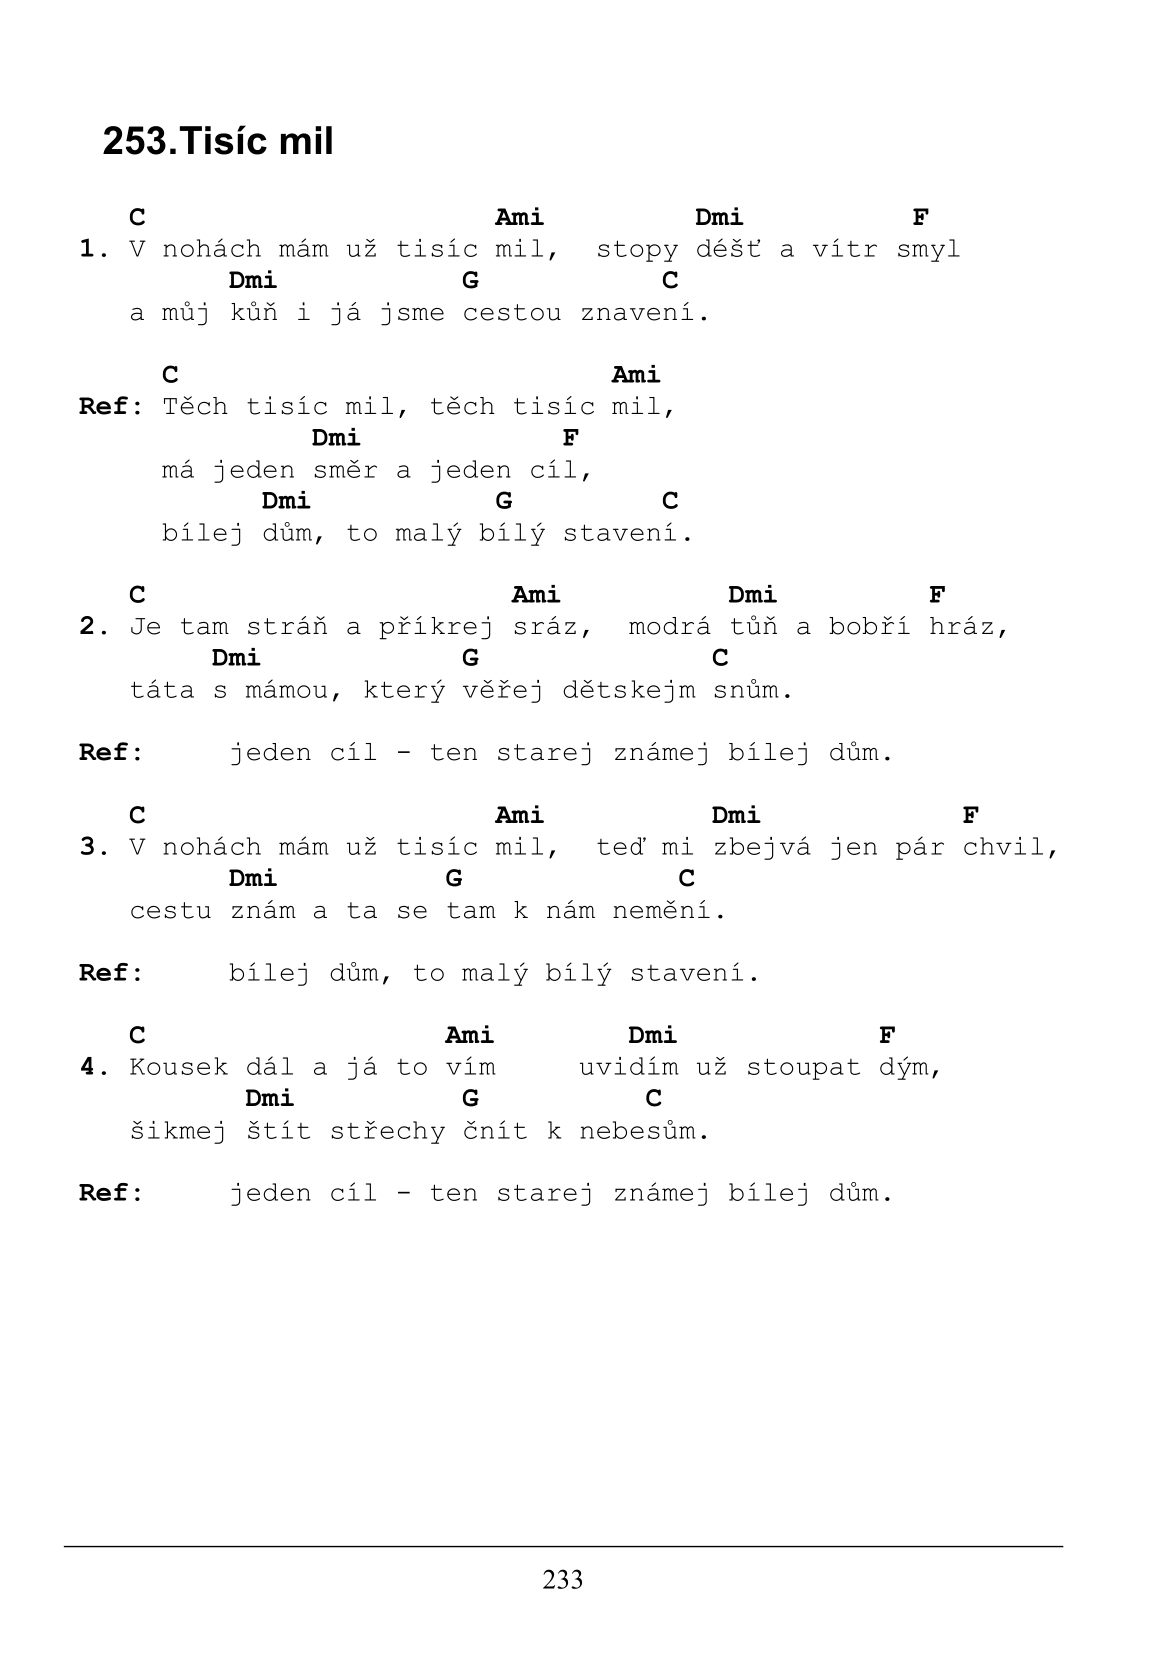 253.Tisíc mil
C Ami Dmi F
1. V nohách mám už tisíc mil, stopy déšť a vítr smyl
Dmi G C
a můj kůň i já jsme cestou znavení.
C Ami
Ref: Těch tisíc mil, těch tisíc mil,
Dmi F
má jeden směr a jeden cíl,
Dmi G C
bílej dům, to malý bílý stavení.
C Ami Dmi F
2. Je tam stráň a příkrej sráz, modrá tůň a bobří hráz,
Dmi G C
táta s mámou, který věřej dětskejm snům.
Ref: jeden cíl - ten starej známej bílej dům.
C Ami Dmi F
3. V nohách mám už tisíc mil, teď mi zbejvá jen pár chvil,
Dmi G C
cestu znám a ta se tam k nám nemění.
Ref: bílej dům, to malý bílý stavení.
C Ami Dmi F
4. Kousek dál a já to vím uvidím už stoupat dým,
Dmi G C
šikmej štít střechy čnít k nebesům.
Ref: jeden cíl - ten starej známej bílej dům.
233